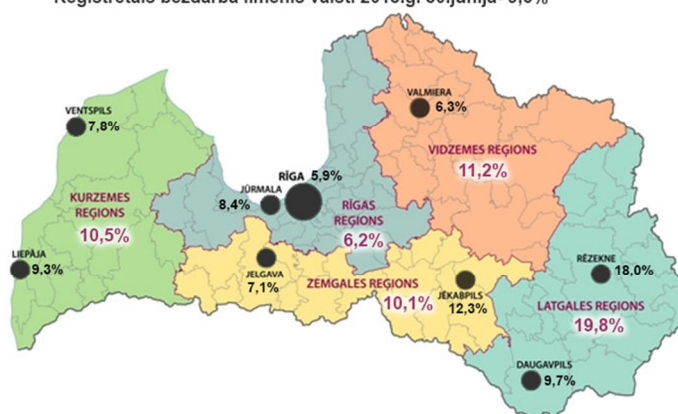 VENTSPILS
7,8%
VALMIERA
6,3%
VIDZEMES REĢIONS
11,2%
RĪGA 5,9%
JŪRMALA
8,4%
KURZEMES
REĢIONS
10,5%
RĪGAS
REĢIONS
6,2%
LIEPĀJA
9,3%
JELGAVA
7,1%
ZEMGALES REĢIONS
10,1%
JĒKABPILS
12,3%
RĒZEKNE
18,0%
LATGALES REĢIONS
19,8%
DAUGAVPILS
9,7%